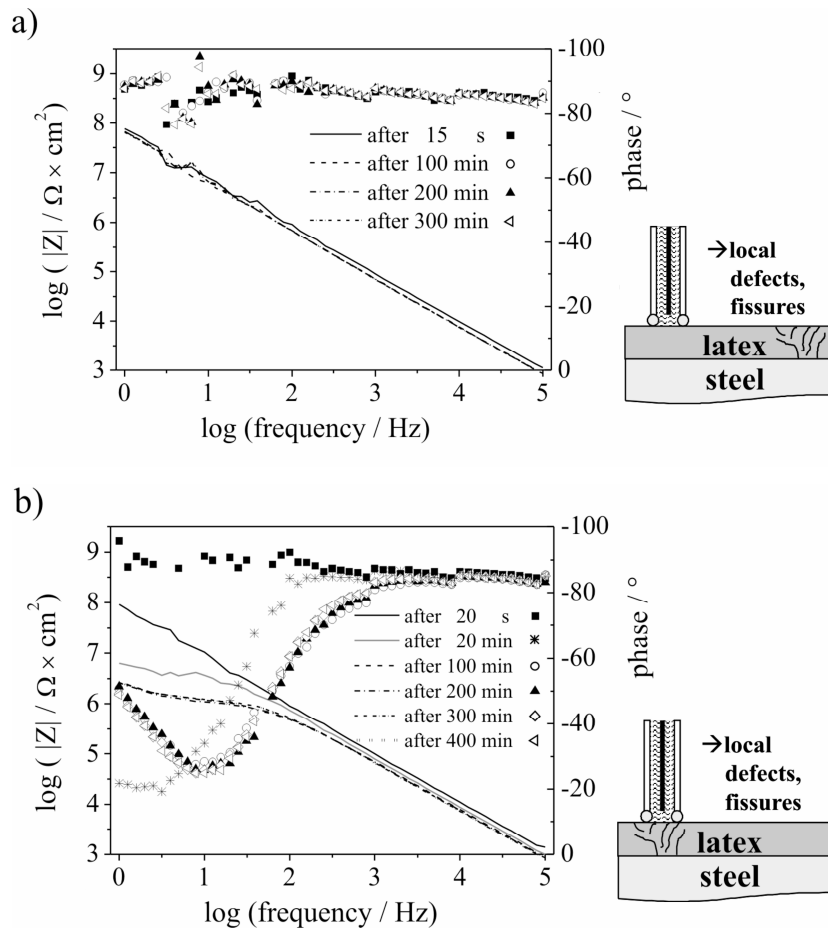 a)
-100
9
8
-80
after 15 s
7
after 100 min
-60
after 200 min
6
after 300 min
-40
5
4
-20
3
0
0 1 2 3 4 5
log ( |Z| / Ω × cm²)
phase / °
log (frequency / Hz)
→local
defects,
fissures
latex
steel
b)
-100
9
8
-80
after 20 s
after 20 min
7
-60
after 100 min
6
after 200 min
after 300 min
-40
5
after 400 min
4
-20
3
0
0 1 2 3 4 5
log ( |Z| / Ω × cm²)
phase / °
log (frequency / Hz)
→local
defects,
fissures
latex
steel